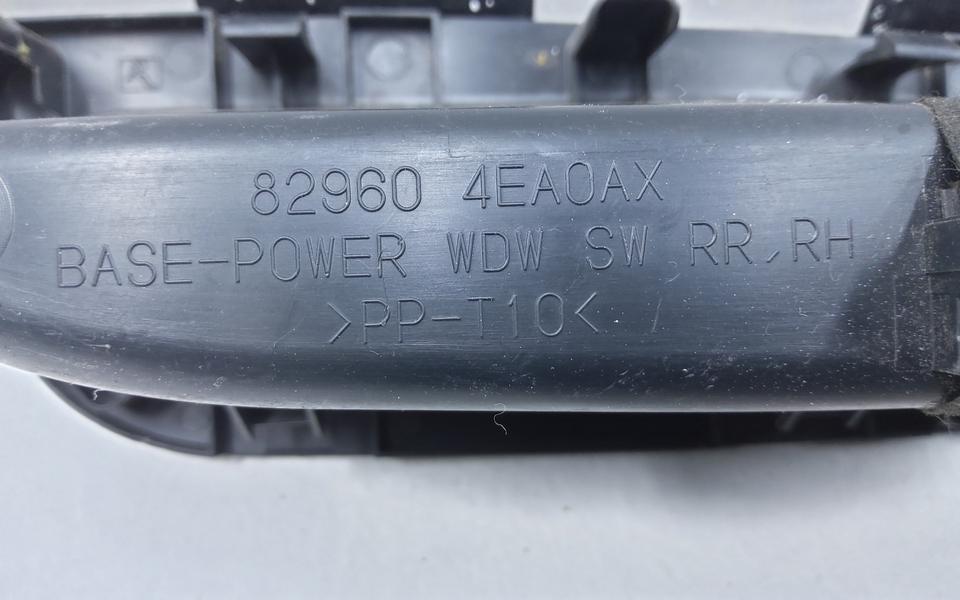 82960 4EA0AX
BASE-POWER WDW SW RR,RH
>PP-T10<